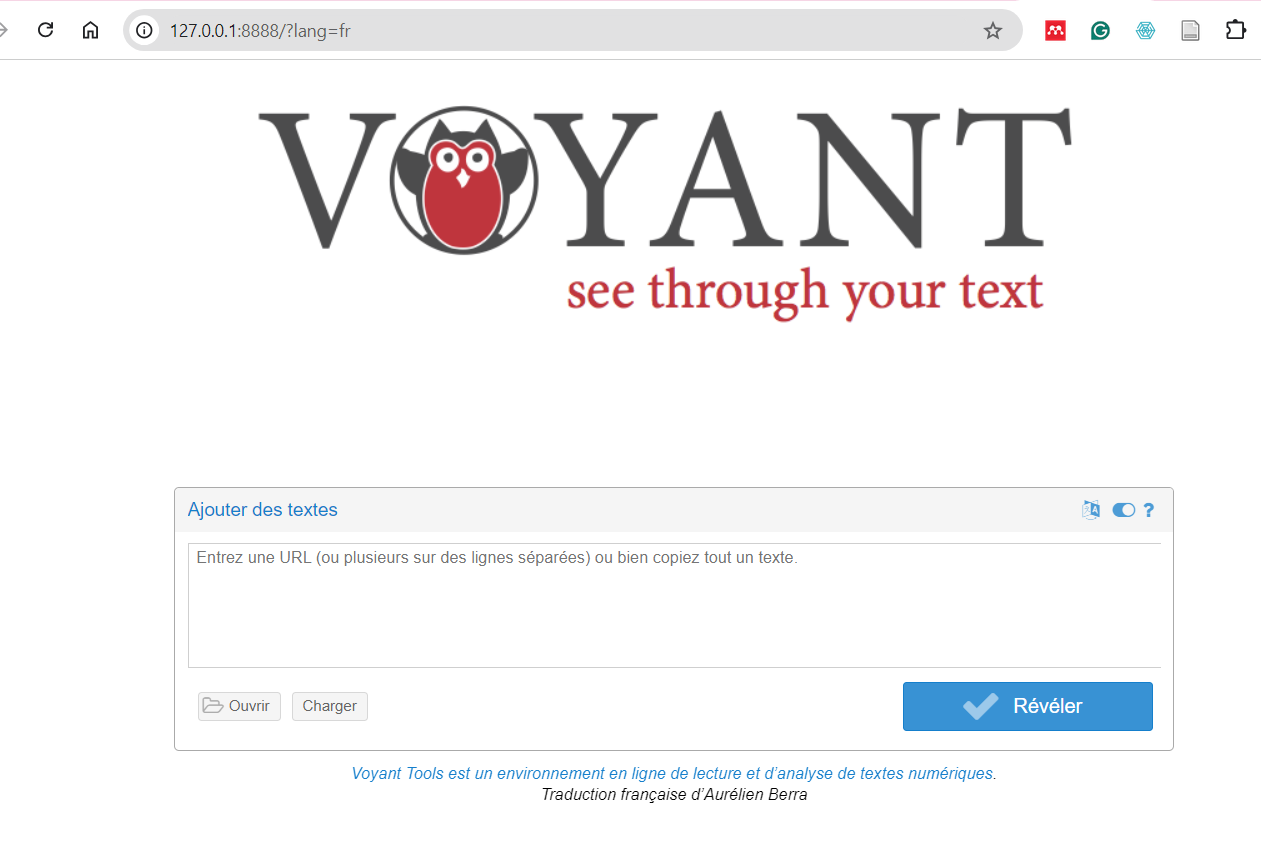 127.0.0.1:8888/?lang=fr
VOYANT
see through your text
Ajouter des textes
?
Entrez une URL (ou plusieurs sur des lignes séparées) ou bien copiez tout un texte.
Ouvrir Charger Révéler
Voyant Tools est un environnement en ligne de lecture et d’analyse de textes numériques.
Traduction française d’Aurélien Berra